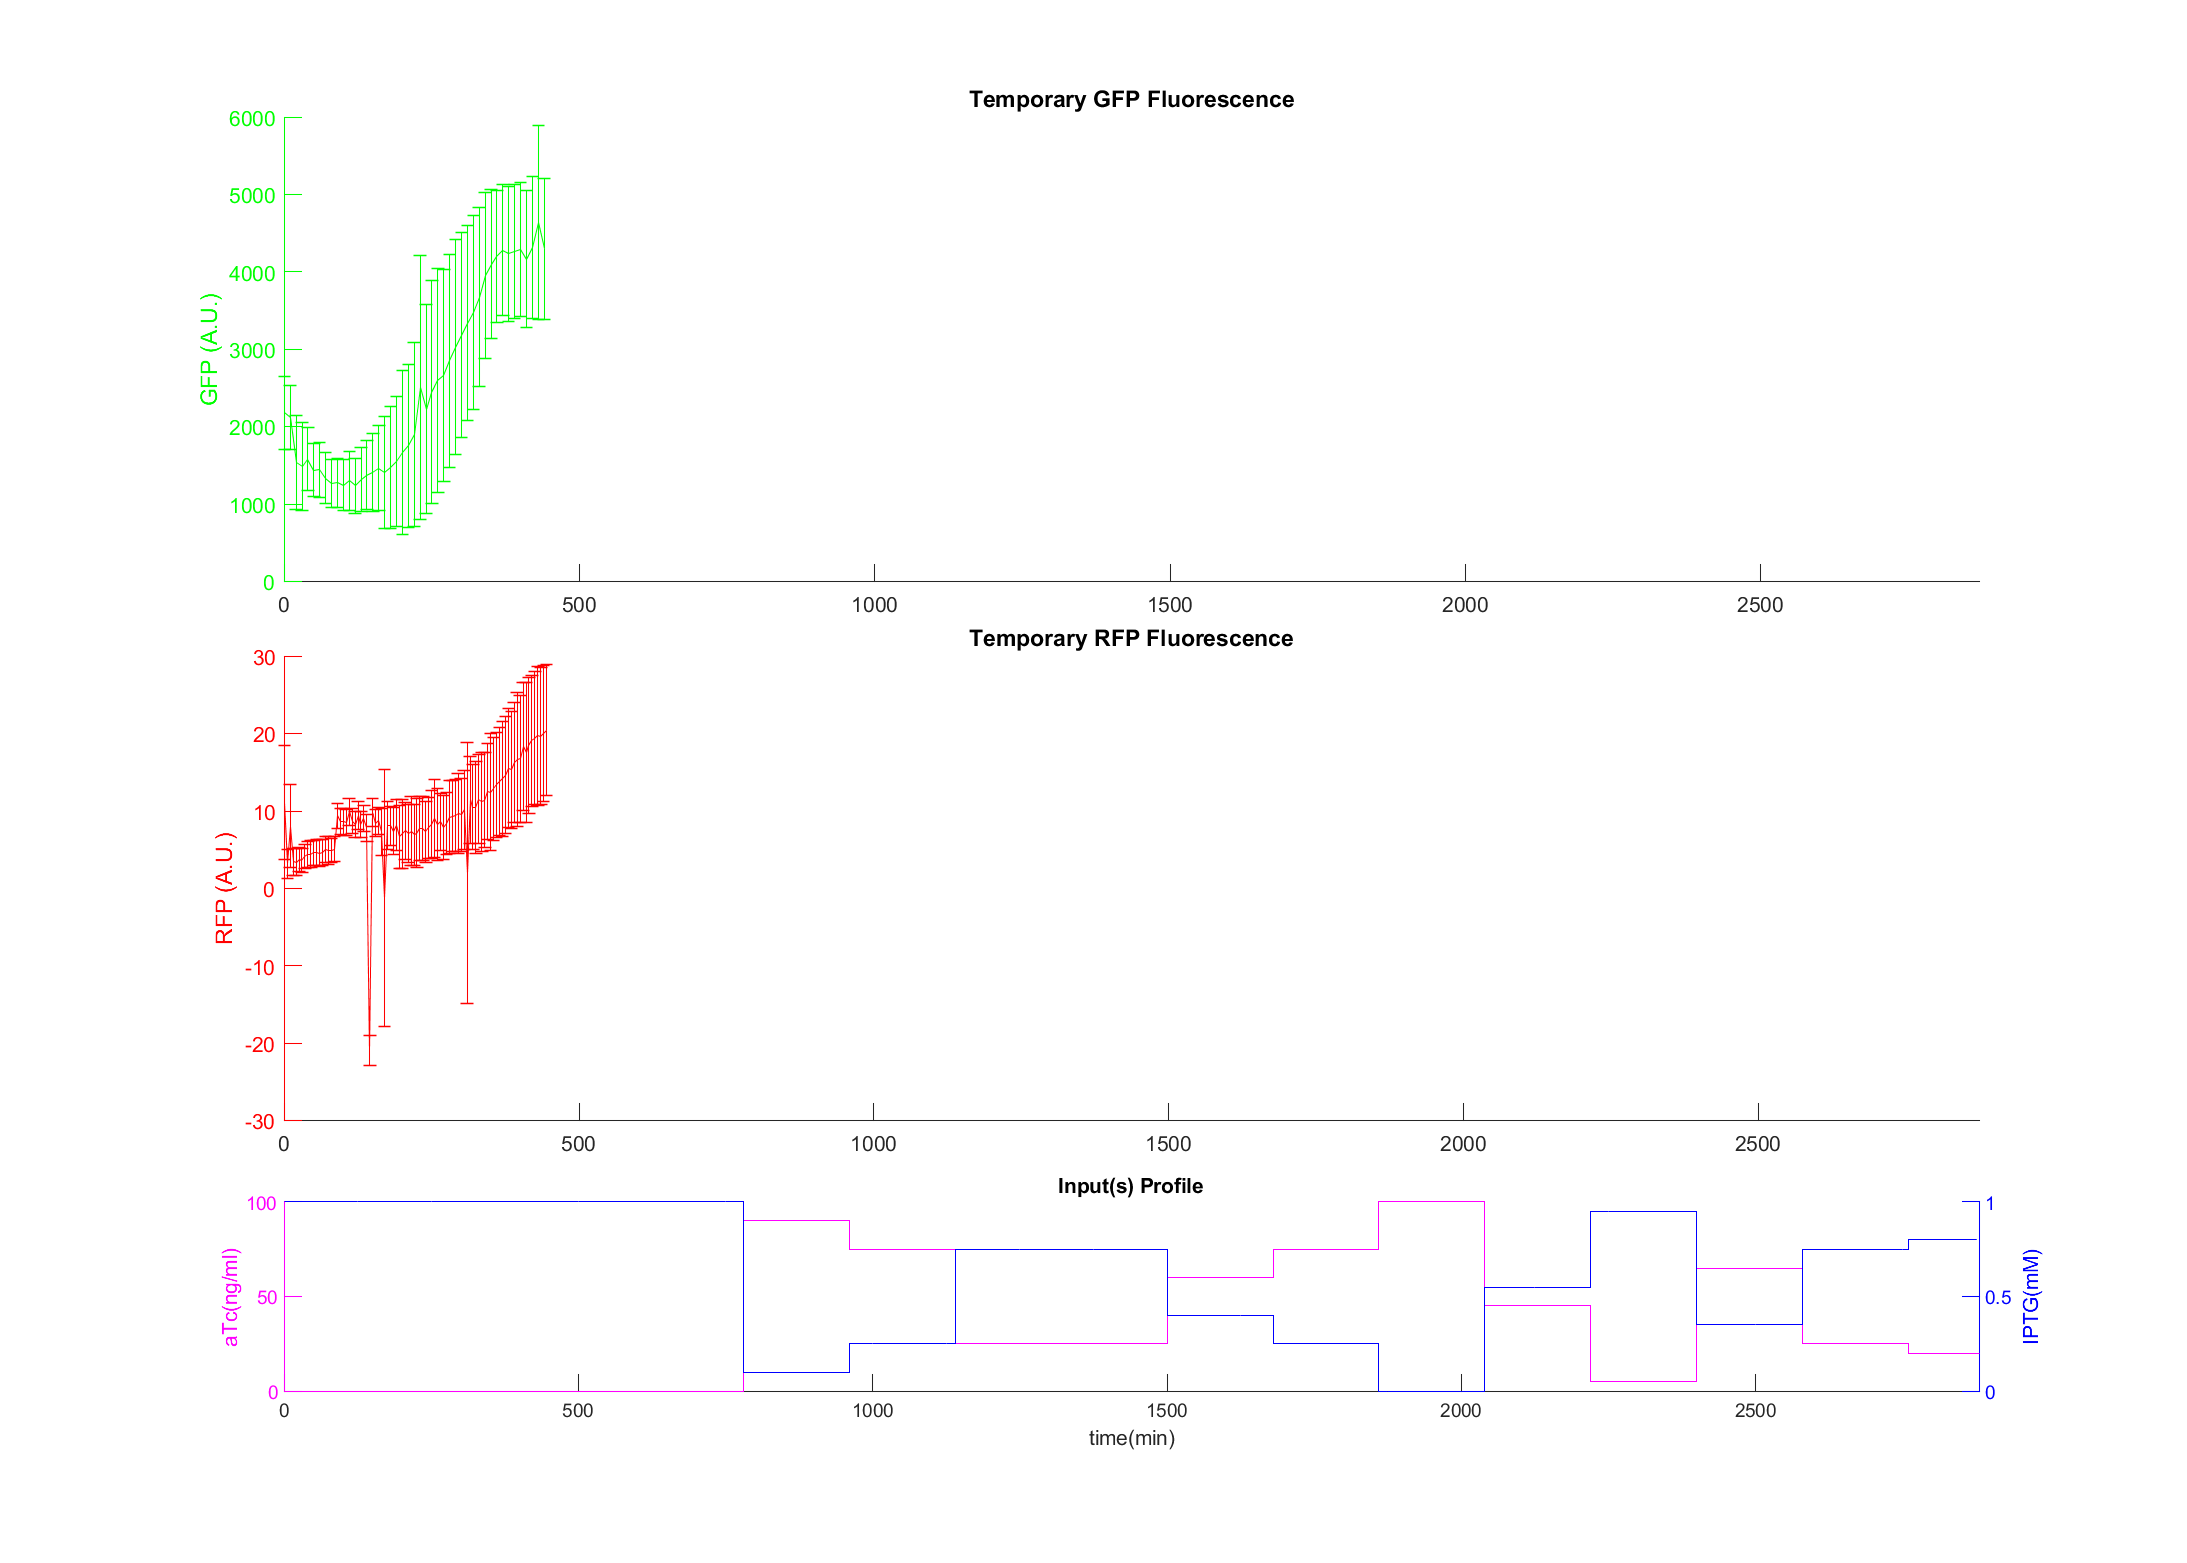 Temporary GFP Fluorescence
6000
5000
4000
3000
2000
1000
0
GFP (A.U.)
0 500 1000 1500 2000 2500
Temporary RFP Fluorescence
30
20
10
0
-10
-20
-30
RFP (A.U.)
0 500 1000 1500 2000 2500
Input(s) Profile
100
50
0
aTc(ng/ml)
1
0.5
0
IPTG(mM)
0 500 1000 1500 2000 2500
time(min)